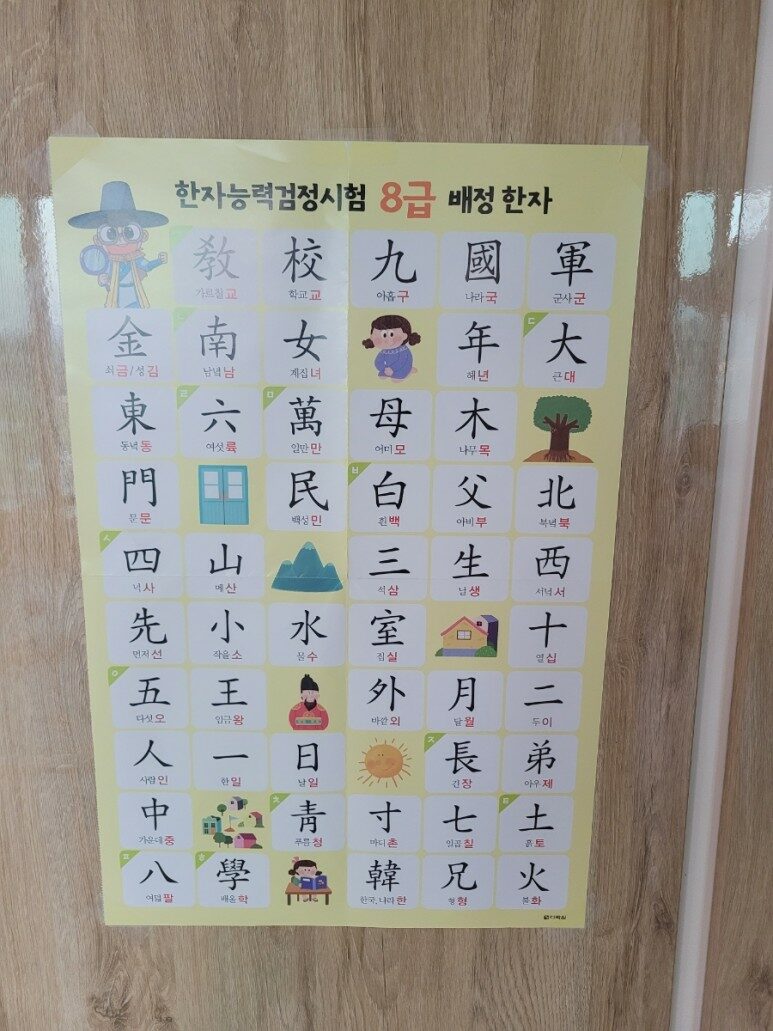 한자능력검정시험 8급 배정 한자
ㄱ
教 校 九 國 軍
가르칠 교 학교 교 아홉 구 나라 국 군사 군
ㄴ ㄷ
金 南 女 年 大
쇠 금/성 김 남녘 남 계집 녀 해 년 큰 대
ㄹ ㅁ
東 六 萬 母 木
동녘 동 여섯 륙 일만 만 어미 모 나무 목
ㅂ
門 民 白 父 北
문 문 백성 민 흰 백 아비 부 북녘 북
ㅅ
四 山 三 生 西
넉 사 메 산 석 삼 날 생 서녘 서
先 小 水 室 十
먼저 선 작을 소 물 수 집 실 열 십
ㅇ
五 王 外 月 二
다섯 오 임금 왕 바깥 외 달 월 두 이
ㅈ
人 一 日 長 弟
사람 인 한 일 날 일 긴 장 아우 제
ㅊ ㅌ
中 靑 寸 七 土
가운데 중 푸를 청 마디 촌 일곱 칠 흙 토
ㅍ ㅎ
八 學 韓 兄 火
여덟 팔 배울 학 한국, 나라 한 형 형 불 화
다락원